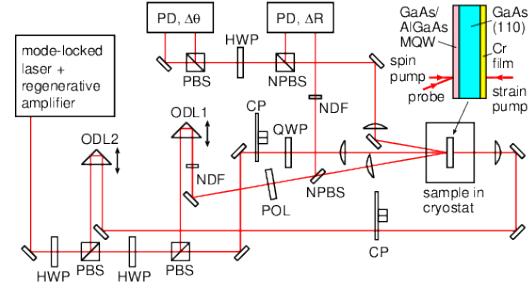 PD, Δθ
PD, ΔR
GaAs/
AlGaAs
MQW
GaAs
(110)
Cr
film
mode-locked
laser +
regenerative
amplifier
HWP
PBS
NPBS
spin
pump
probe
strain
pump
ODL2
ODL1
CP
QWP
NDF
NDF
POL
NPBS
sample in
cryostat
HWP
PBS
HWP
PBS
CP